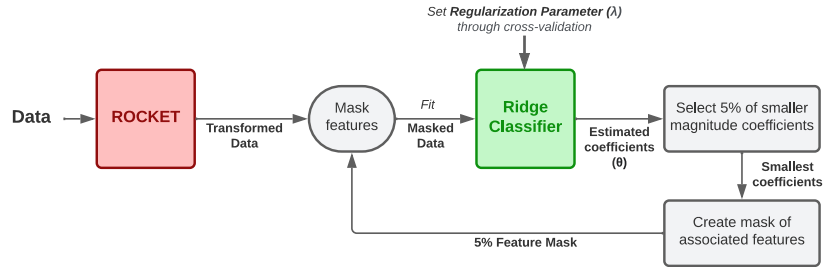 Set Regularization Parameter (λ)
through cross-validation
Data
ROCKET
Transformed
Data
Mask
features
Fit
Masked
Data
Ridge
Classifier
Estimated
coefficients
(θ)
Select 5% of smaller
magnitude coefficients
Smallest
coefficients
Create mask of
associated features
5% Feature Mask